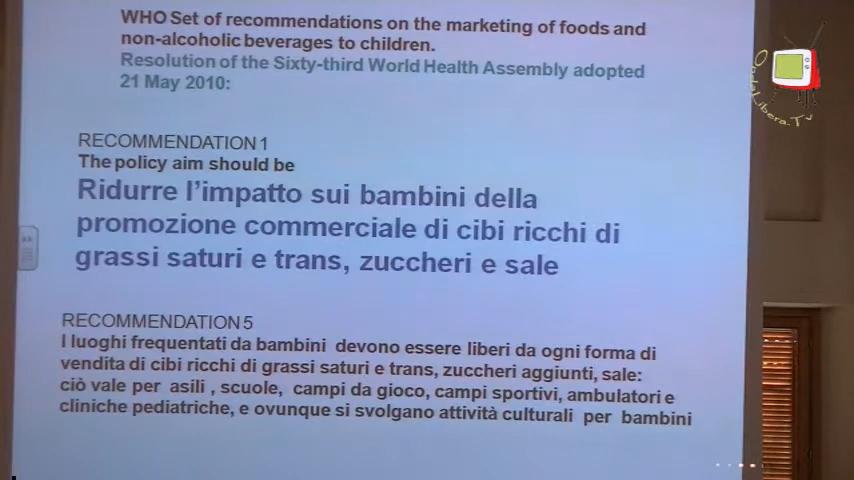 WHO Set of recommendations on the marketing of foods and
non-alcoholic beverages to children.
Resolution of the Sixty-third World Health Assembly adopted
21 May 2010:
RECOMMENDATION 1
The policy aim should be
Ridurre l'impatto sui bambini della
promozione commerciale di cibi ricchi di
grassi saturi e trans, zuccheri e sale
RECOMMENDATION 5
I luoghi frequentati da bambini devono essere liberi da ogni forma di
vendita di cibi ricchi di grassi saturi e trans, zuccheri aggiunti, sale:
ciò vale per asili , scuole, campi da gioco, campi sportivi, ambulatori e
cliniche pediatriche, e ovunque si svolgano attività culturali per bambini
OndaLibera.Tv